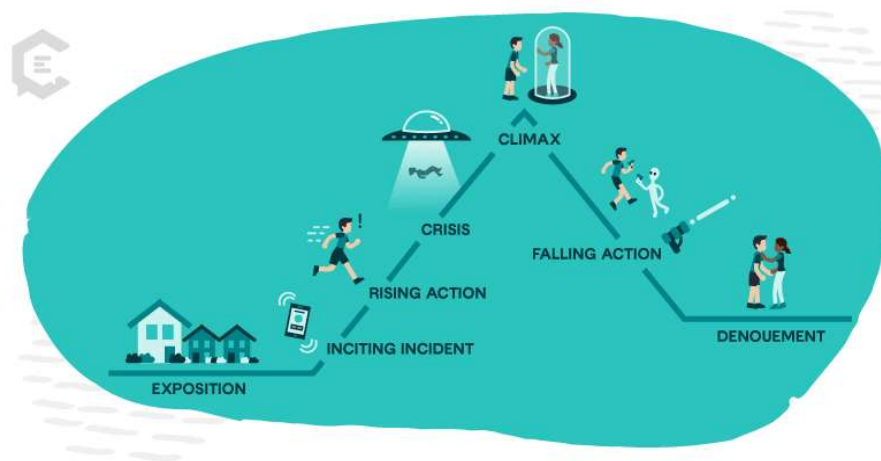 EXPOSITION
INCITING INCIDENT
RISING ACTION
CRISIS
CLIMAX
FALLING ACTION
DENOUEMENT